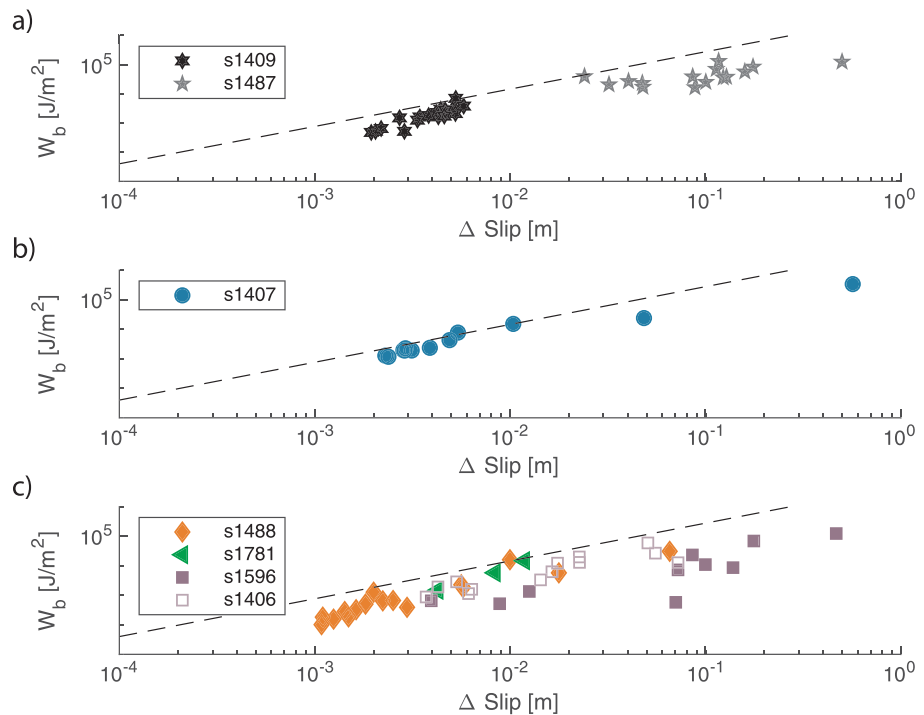 a)
s1409
s1487
10^5
W_b [J/m^2]
10^-4
10^-3
10^-2
10^-1
10^0
Δ Slip [m]
b)
s1407
10^5
W_b [J/m^2]
10^-4
10^-3
10^-2
10^-1
10^0
Δ Slip [m]
c)
s1488
s1781
s1596
s1406
10^5
W_b [J/m^2]
10^-4
10^-3
10^-2
10^-1
10^0
Δ Slip [m]